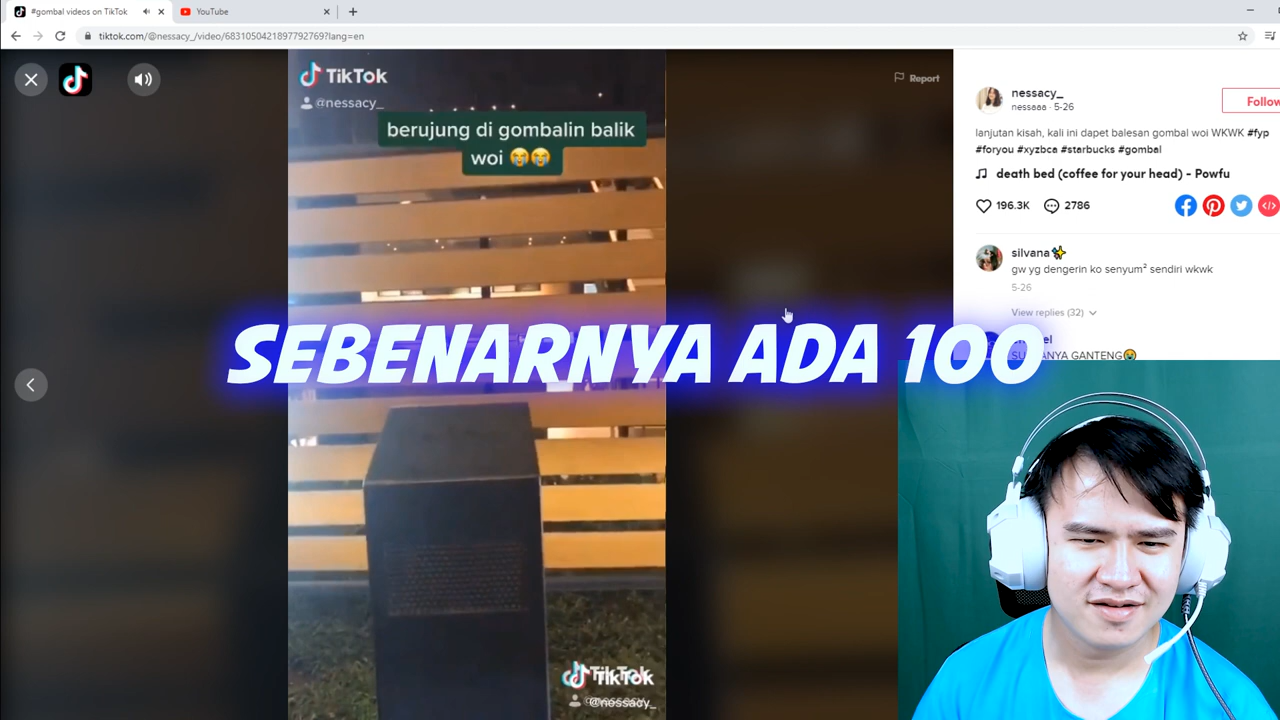 #gombal videos on TikTok
YouTube
tiktok.com/@nessacy_/video/6831050421897792769?lang=en
TikTok
@nessacy_
berujung di gombalin balik
woi 😭😭
Report
nessacy_
nessaaa · 5-26
Follow
lanjutan kisah, kali ini dapet balesan gombal woi WKWK #fyp
#foryou #xyzbca #starbucks #gombal
death bed (coffee for your head) - Powfu
196.3K
2786
silvana✨
gw yg dengerin ko senyum² sendiri wkwk
5-26
View replies (32)
SEBENARNYA ADA 100
TikTok
@nessacy_